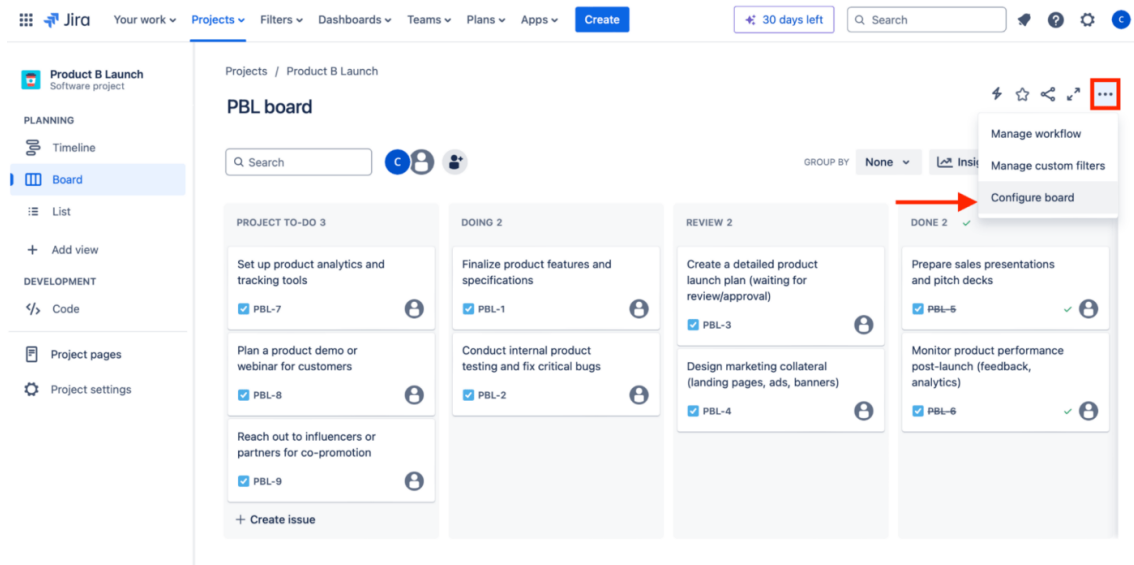 Jira
Your work
Projects
Filters
Dashboards
Teams
Plans
Apps
Create
30 days left
Search
C
Product B Launch
Software project
PLANNING
Timeline
Board
List
Add view
DEVELOPMENT
Code
Project pages
Project settings
Projects / Product B Launch
PBL board
Search
C
GROUP BY
None
Manage workflow
Manage custom filters
Configure board
PROJECT TO-DO 3
Set up product analytics and
tracking tools
PBL-7
Plan a product demo or
webinar for customers
PBL-8
Reach out to influencers or
partners for co-promotion
PBL-9
+ Create issue
DOING 2
Finalize product features and
specifications
PBL-1
Conduct internal product
testing and fix critical bugs
PBL-2
REVIEW 2
Create a detailed product
launch plan (waiting for
review/approval)
PBL-3
Design marketing collateral
(landing pages, ads, banners)
PBL-4
DONE 2
Prepare sales presentations
and pitch decks
PBL-5
Monitor product performance
post-launch (feedback,
analytics)
PBL-6